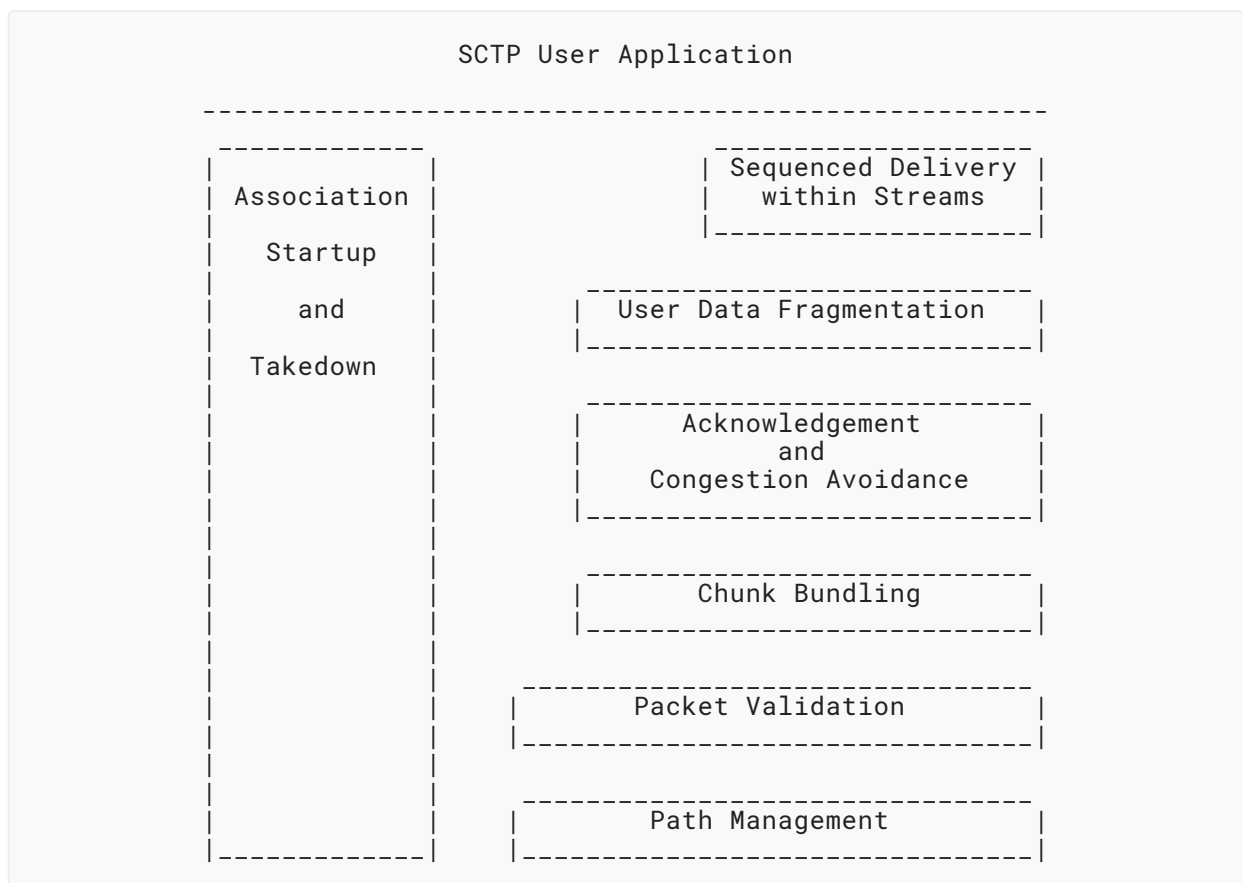 SCTP User Application
Association
Startup
and
Takedown
Sequenced Delivery
within Streams
User Data Fragmentation
Acknowledgement
and
Congestion Avoidance
Chunk Bundling
Packet Validation
Path Management